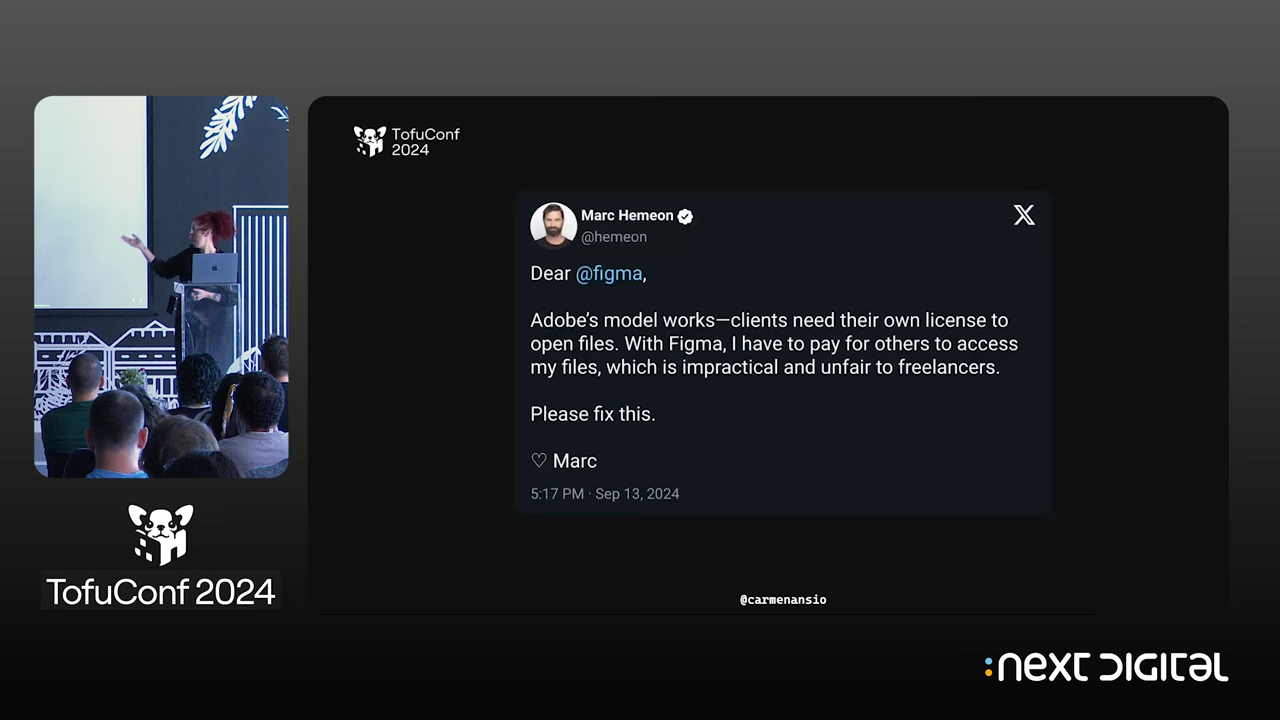 TofuConf
2024
Marc Hemeon
@hemeon
Dear @figma,
Adobe’s model works—clients need their own license to
open files. With Figma, I have to pay for others to access
my files, which is impractical and unfair to freelancers.
Please fix this.
♡ Marc
5:17 PM · Sep 13, 2024
@carmenansio
TofuConf 2024
:NEXT DIGITAL